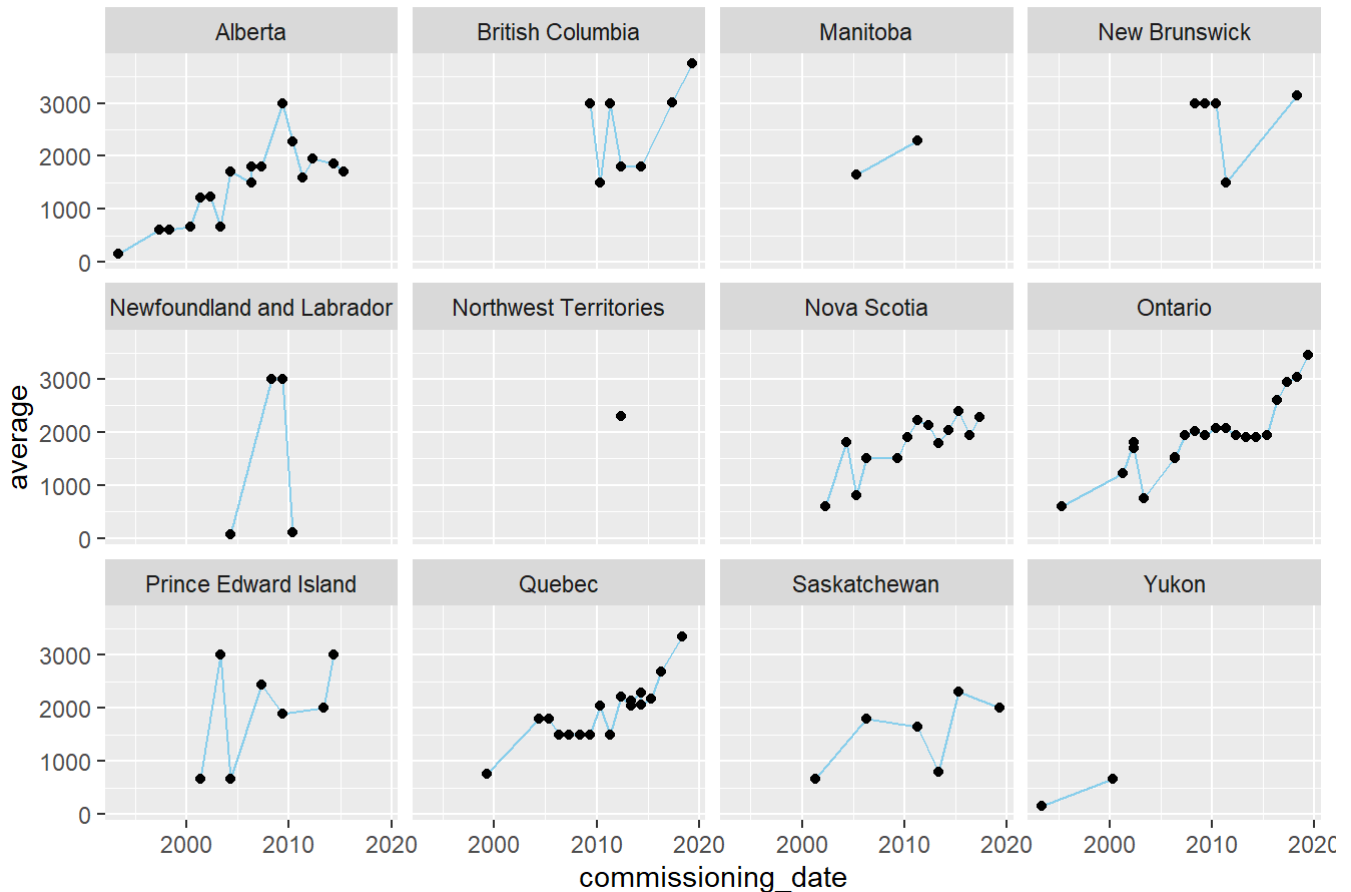 Alberta British Columbia Manitoba New Brunswick
3000
2000
1000
0
Newfoundland and Labrador Northwest Territories Nova Scotia Ontario
3000
2000
1000
0
average
Prince Edward Island Quebec Saskatchewan Yukon
3000
2000
1000
0
2000 2010 2020 2000 2010 2020 2000 2010 2020 2000 2010 2020
commissioning_date